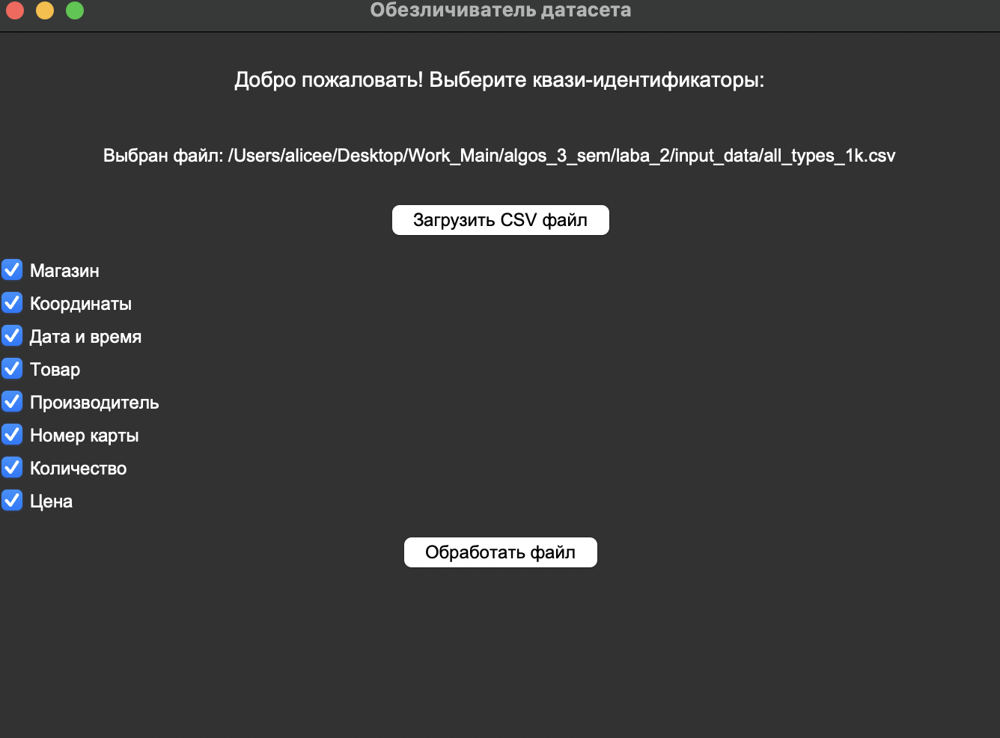 Обезличиватель датасета
Добро пожаловать! Выберите квази-идентификаторы:
Выбран файл: /Users/alicee/Desktop/Work_Main/algos_3_sem/laba_2/input_data/all_types_1k.csv
Загрузить CSV файл
Магазин
Координаты
Дата и время
Товар
Производитель
Номер карты
Количество
Цена
Обработать файл